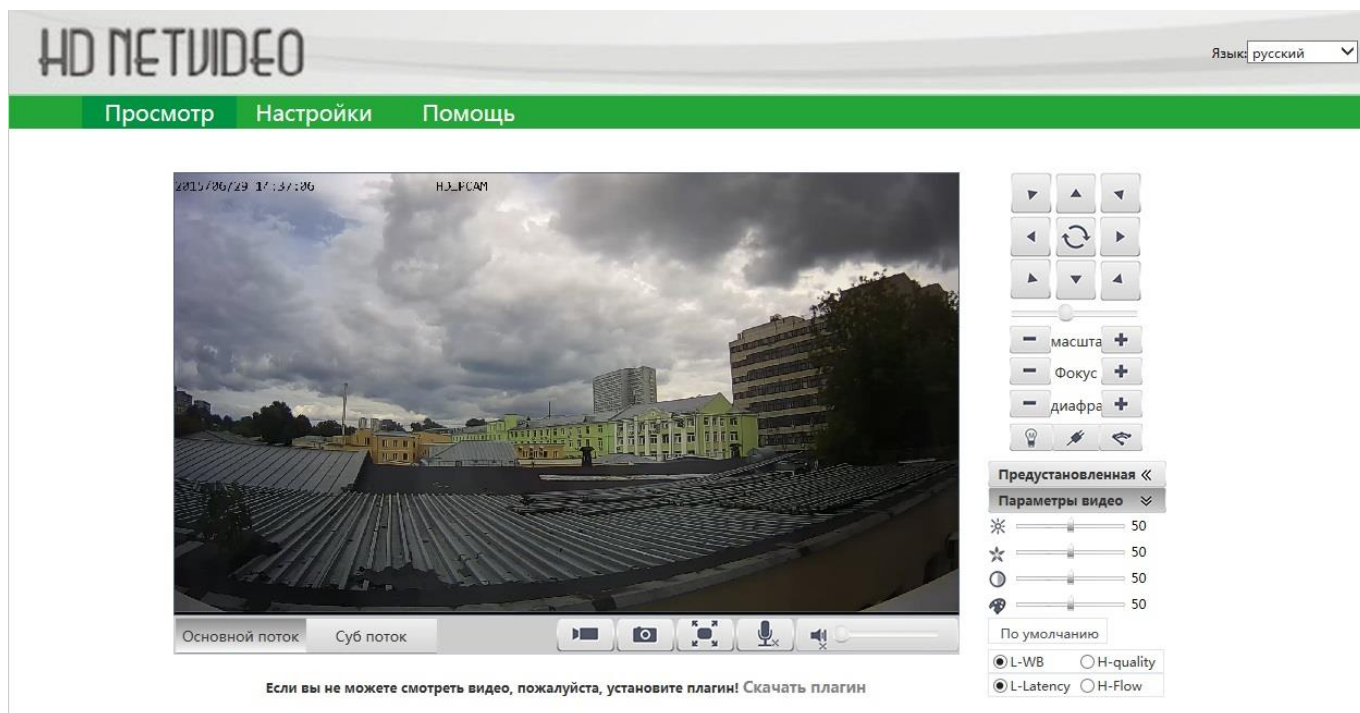 HD NETVIDEO
Язык: русский
Просмотр Настройки Помощь
2015/06/29 17:37:06 HD_IPCAM
масшта
Фокус
диафра
Предустановленная
Параметры видео
50
50
50
50
По умолчанию
L-WB H-quality
L-Latency H-Flow
Основной поток Суб поток
Если вы не можете смотреть видео, пожалуйста, установите плагин! Скачать плагин